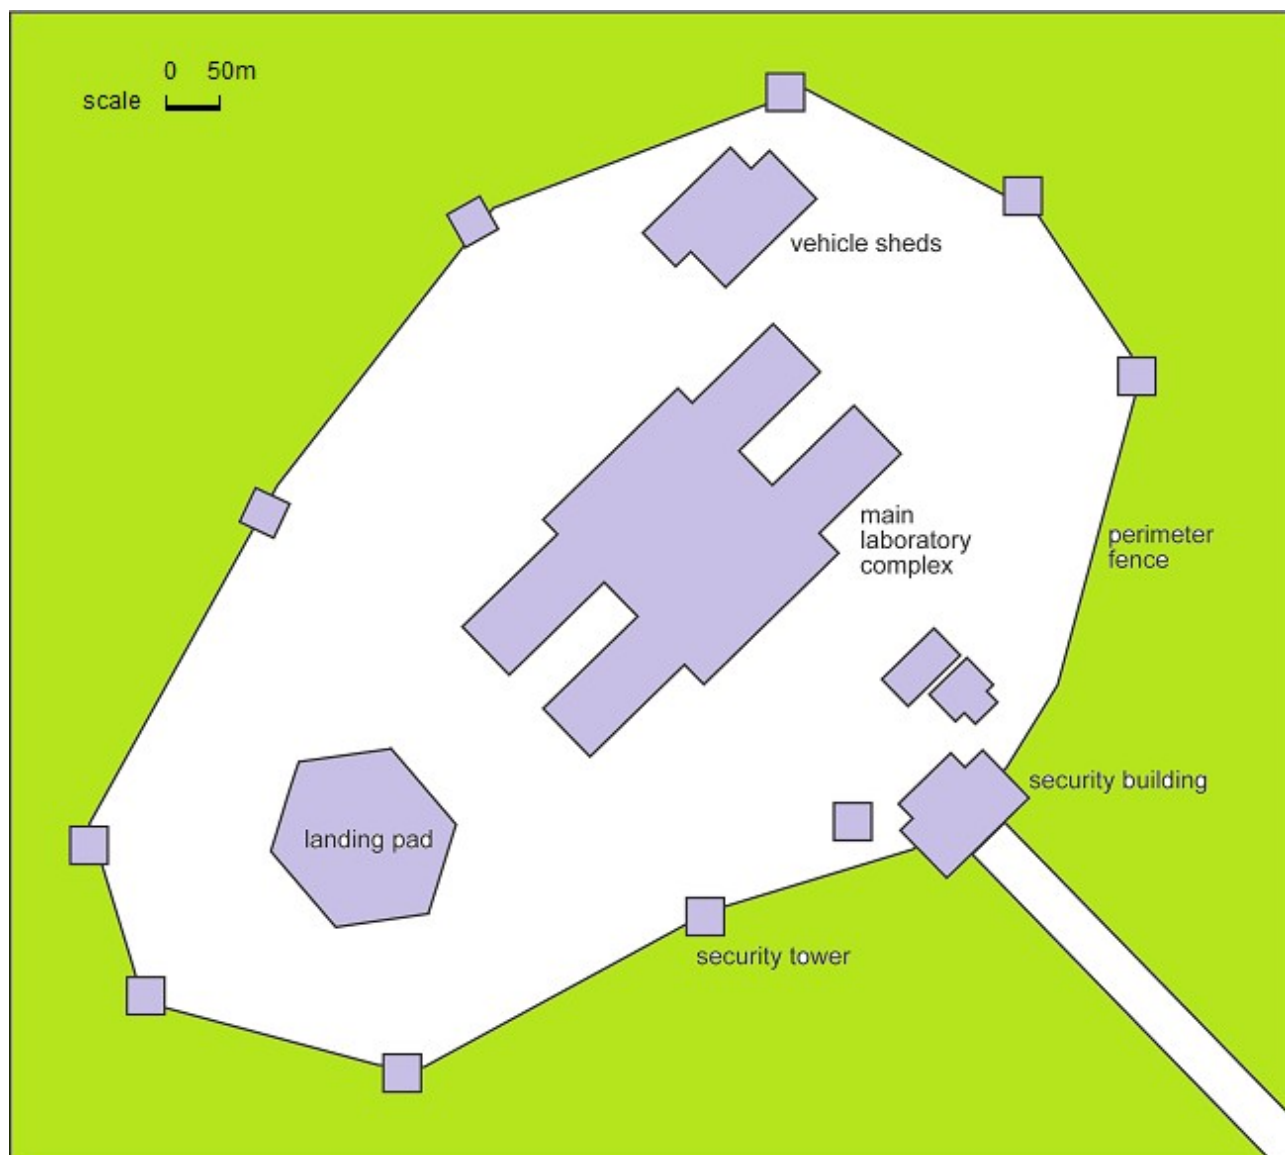 0 50m
scale
vehicle sheds
main
laboratory
complex
perimeter
fence
security building
landing pad
security tower